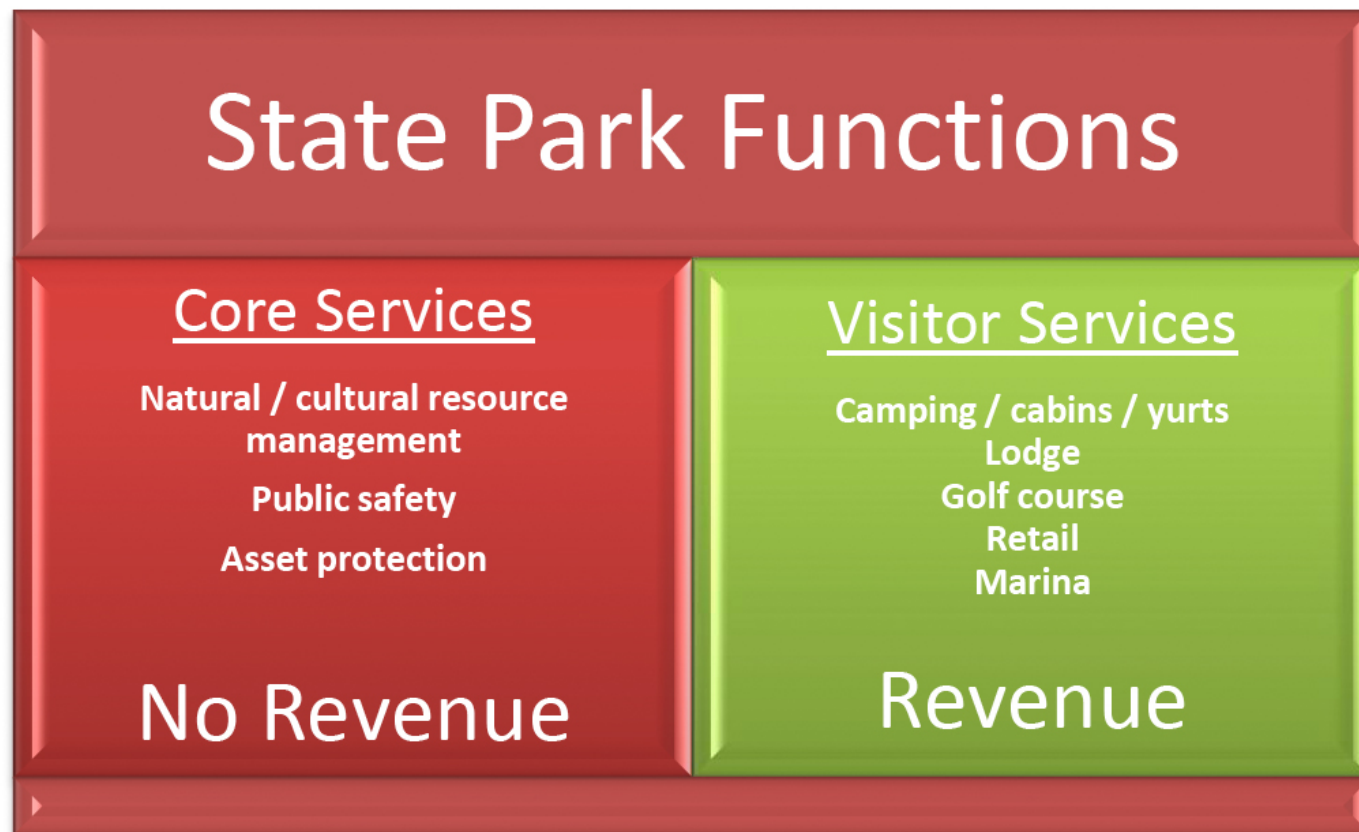 State Park Functions
Core Services
Natural / cultural resource
management
Public safety
Asset protection
No Revenue
Visitor Services
Camping / cabins / yurts
Lodge
Golf course
Retail
Marina
Revenue